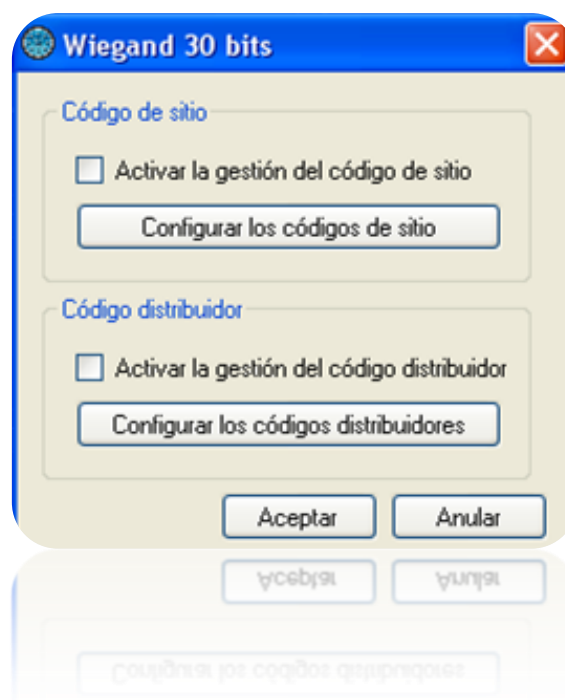 Wiegand 30 bits
Código de sitio
Activar la gestión del código de sitio
Configurar los códigos de sitio
Código distribuidor
Activar la gestión del código distribuidor
Configurar los códigos distribuidores
Aceptar Anular